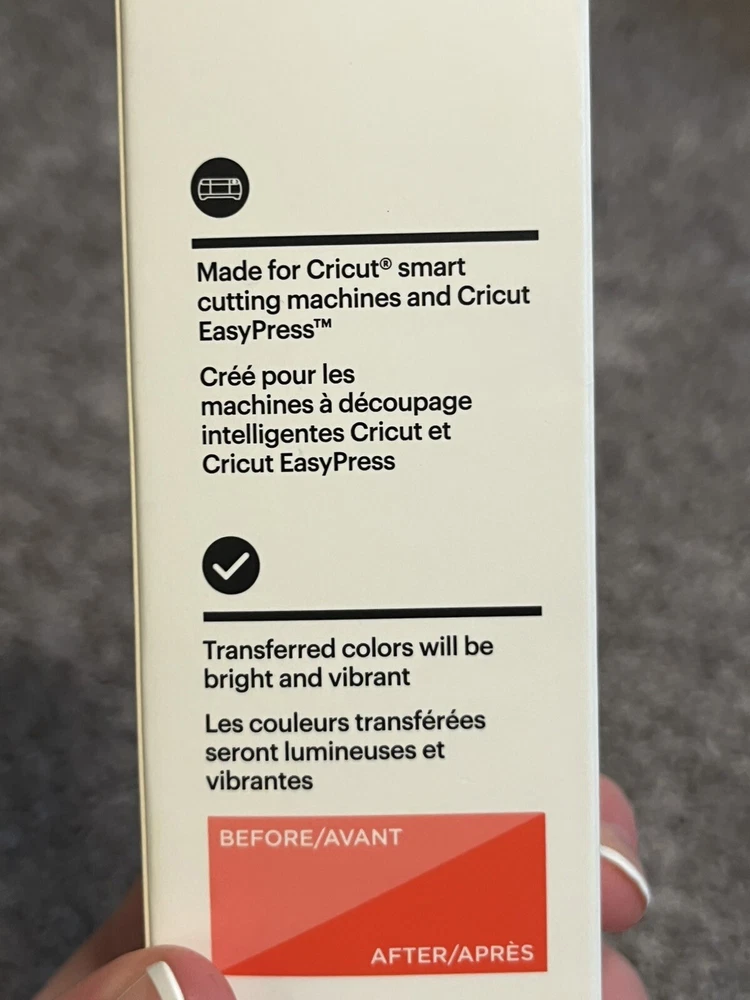 Made for Cricut® smart
cutting machines and Cricut
EasyPress™
Créé pour les
machines à découpage
intelligentes Cricut et
Cricut EasyPress
Transferred colors will be
bright and vibrant
Les couleurs transférées
seront lumineuses et
vibrantes
BEFORE/AVANT
AFTER/APRÈS